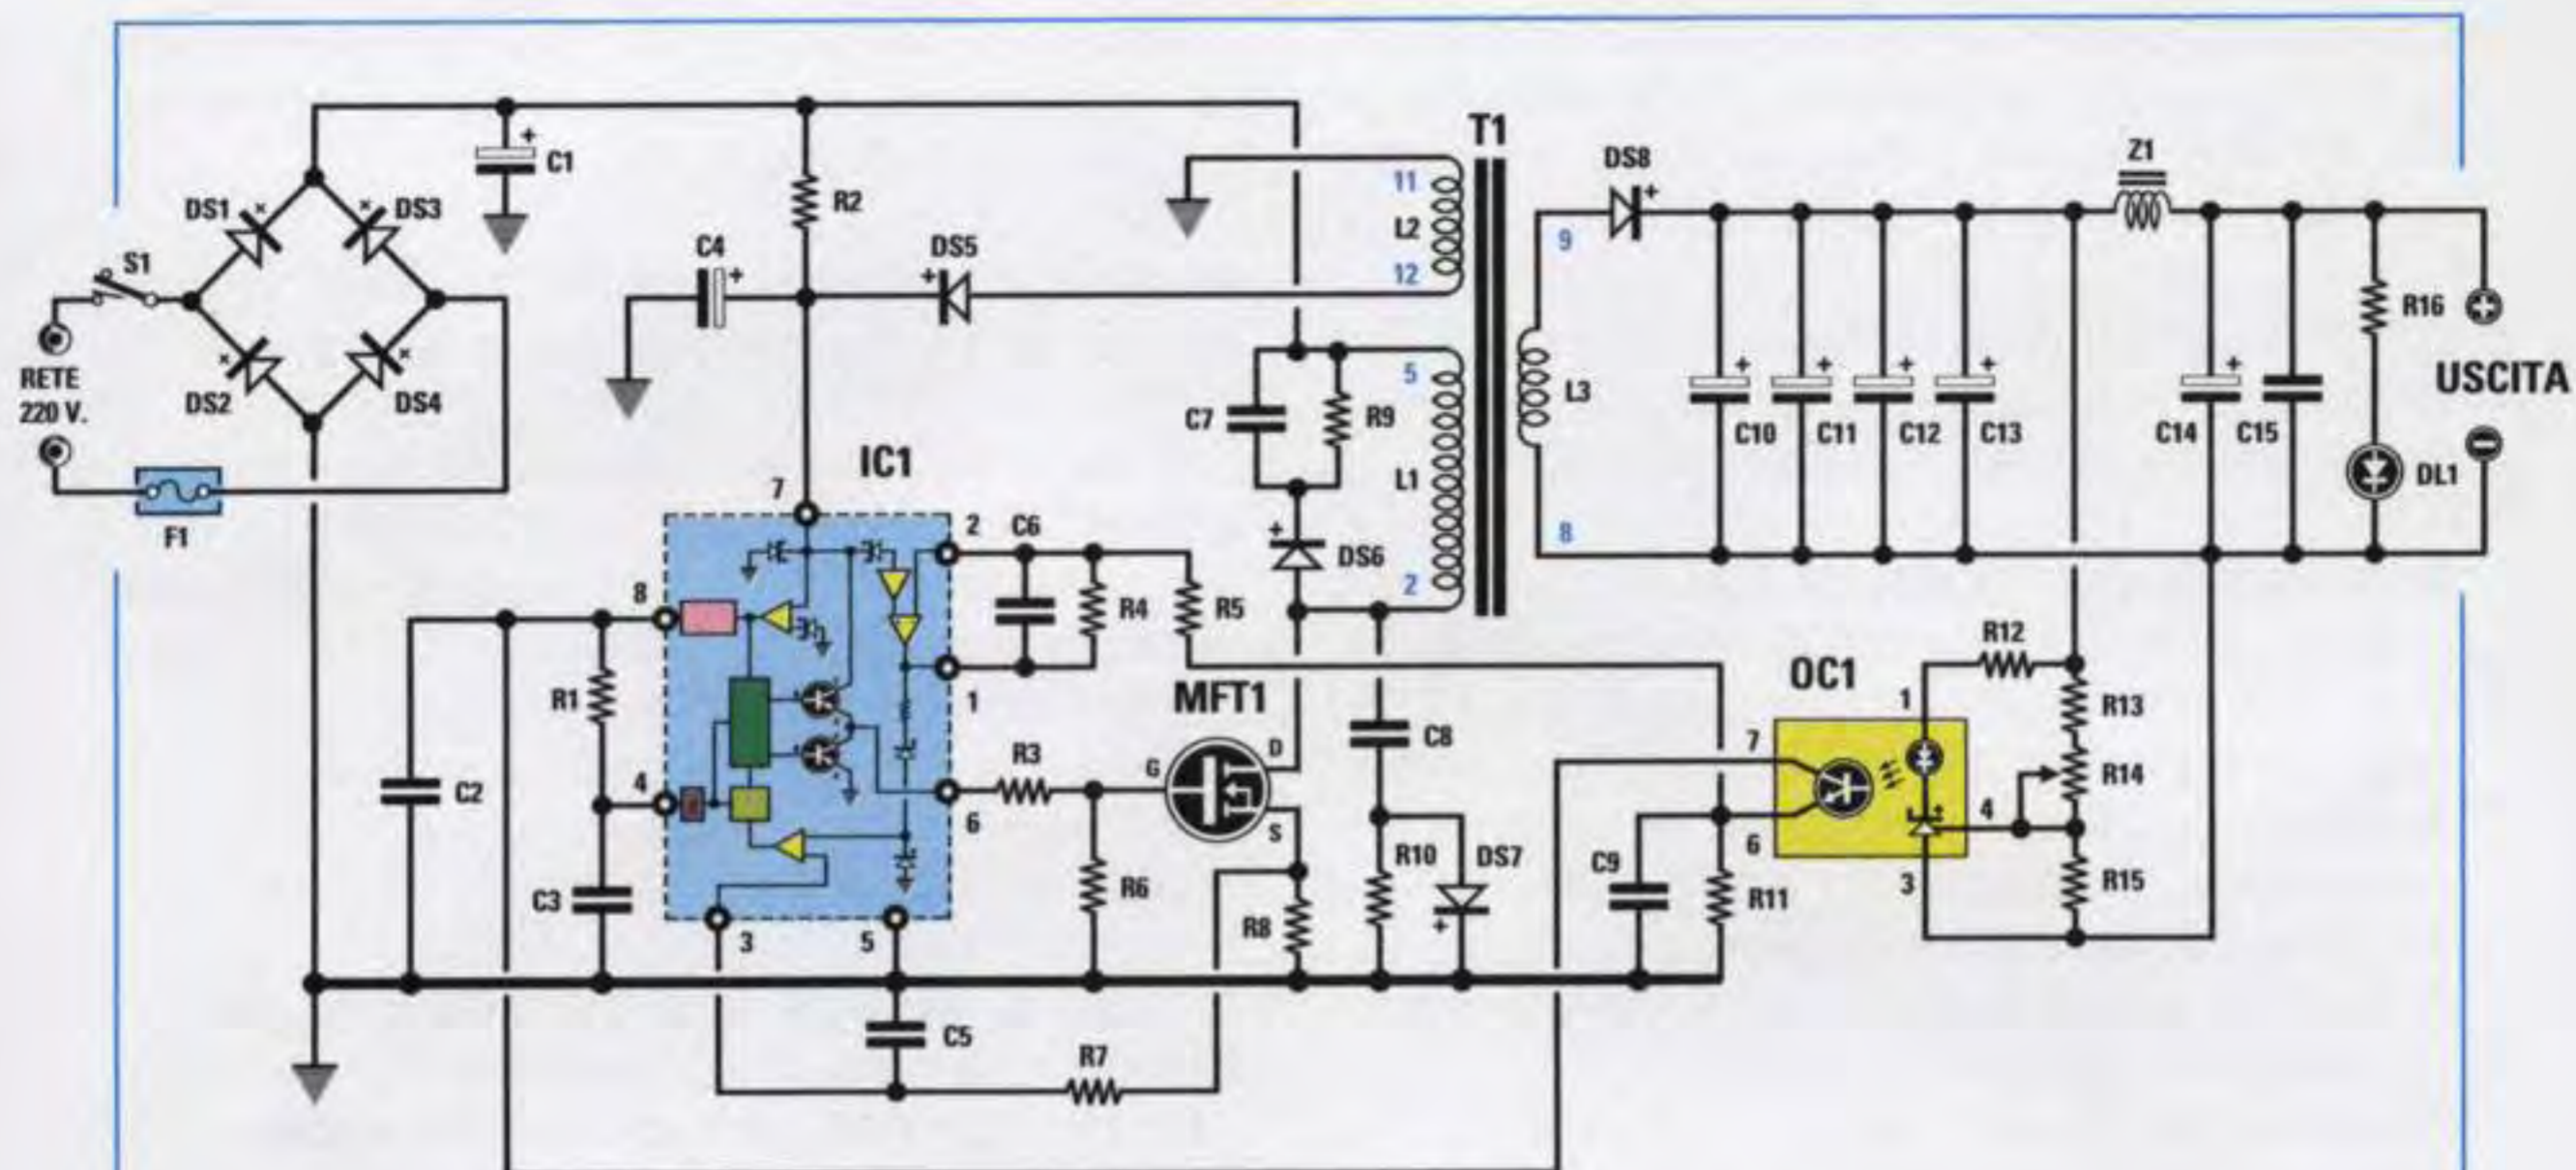 T1
C1
Z1
DS8
+
+
11
DS1
DS3
R2
L2
9
S1
C4
DS5
12
R16
RETE
220 V.
5
L3
USCITA
DS2
DS4
C7
R9
C10
C11
C12
C13
C14
C15
IC1
L1
DL1
7
F1
2
C6
DS6
8
2
8
R4
R5
R12
OC1
R1
1
MFT1
1
R13
R3
D
C8
7
G
R14
4
C2
6
S
4
6
R10
DS7
C9
R6
3
R15
C3
R8
R11
3
5
C5
R7